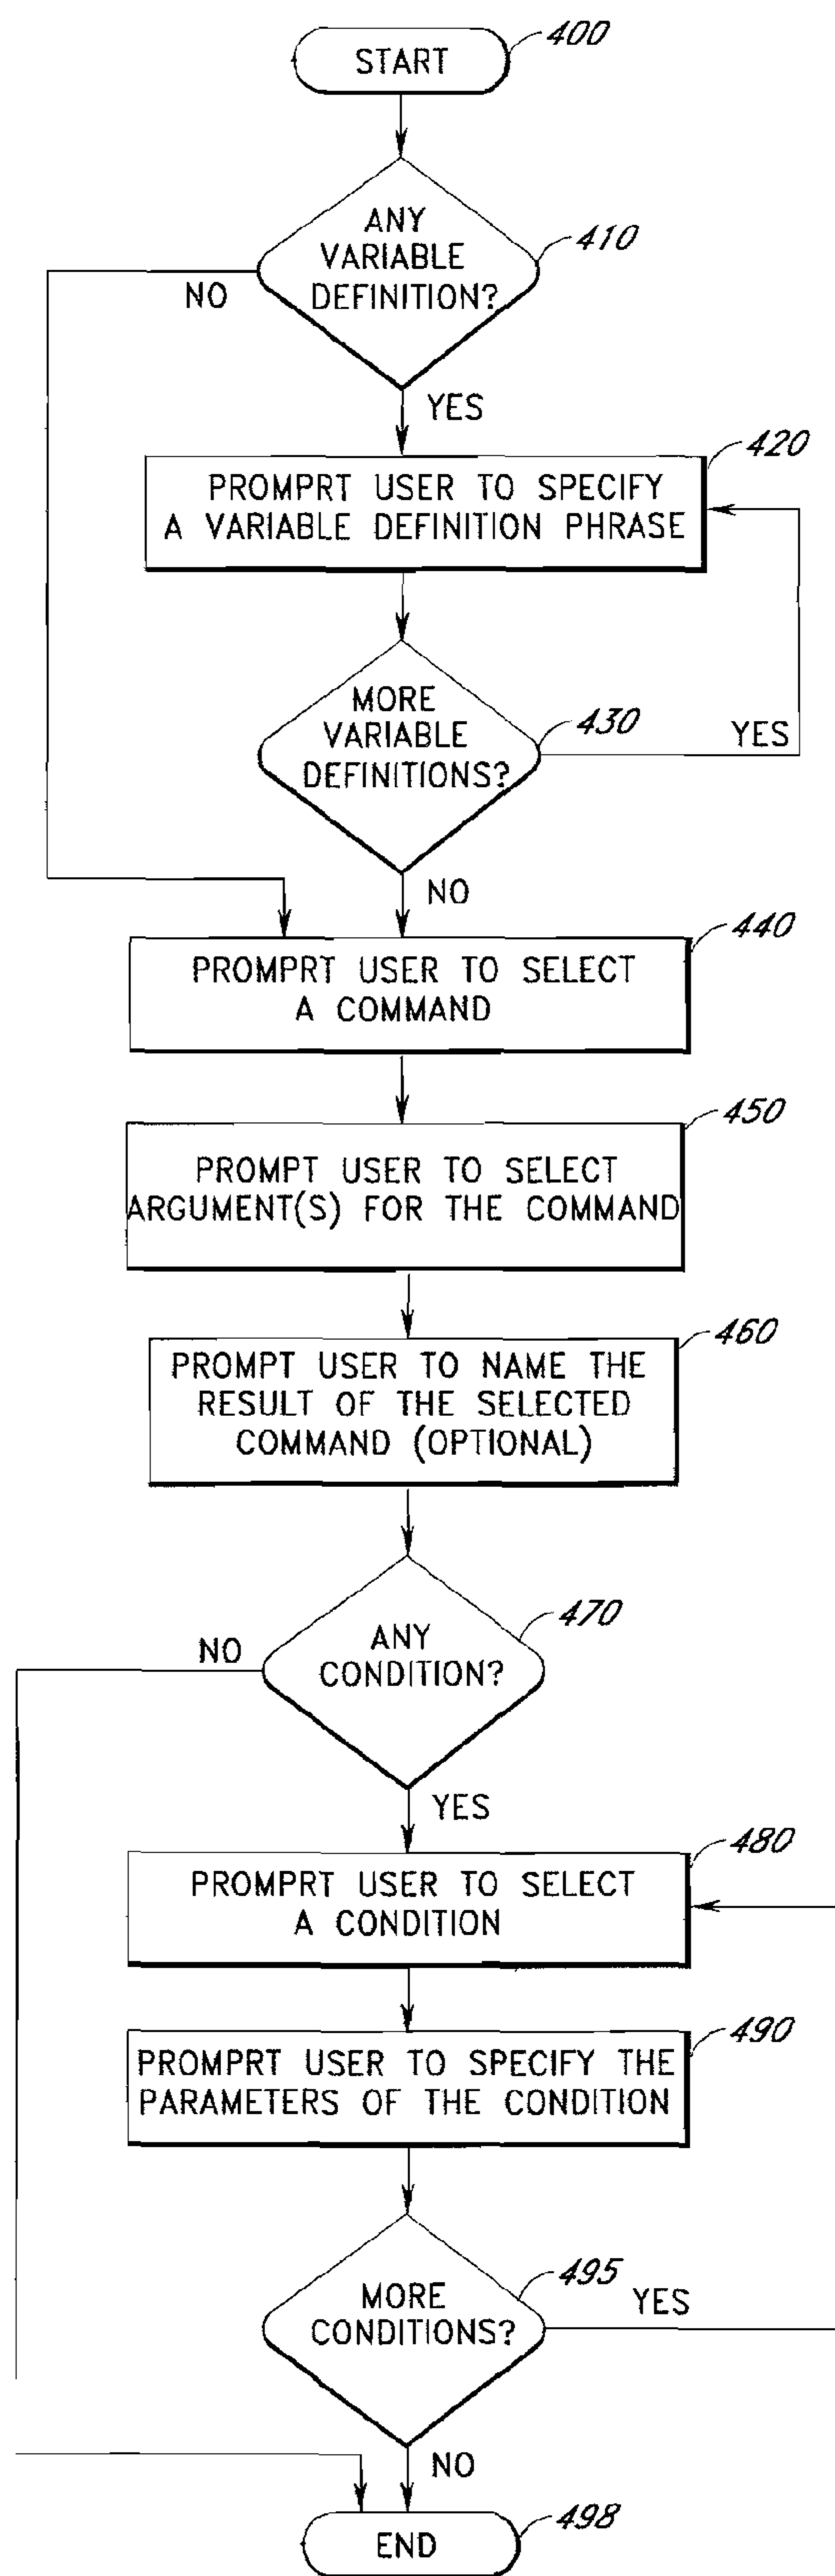 400
START
ANY
VARIABLE
DEFINITION?
410
NO
YES
420
PROMPRT USER TO SPECIFY
A VARIABLE DEFINITION PHRASE
MORE
VARIABLE
DEFINITIONS?
430
YES
NO
440
PROMPRT USER TO SELECT
A COMMAND
450
PROMPT USER TO SELECT
ARGUMENT(S) FOR THE COMMAND
460
PROMPT USER TO NAME THE
RESULT OF THE SELECTED
COMMAND (OPTIONAL)
470
NO
ANY
CONDITION?
YES
480
PROMPRT USER TO SELECT
A CONDITION
490
PROMPRT USER TO SPECIFY THE
PARAMETERS OF THE CONDITION
495
MORE
CONDITIONS?
YES
NO
498
END